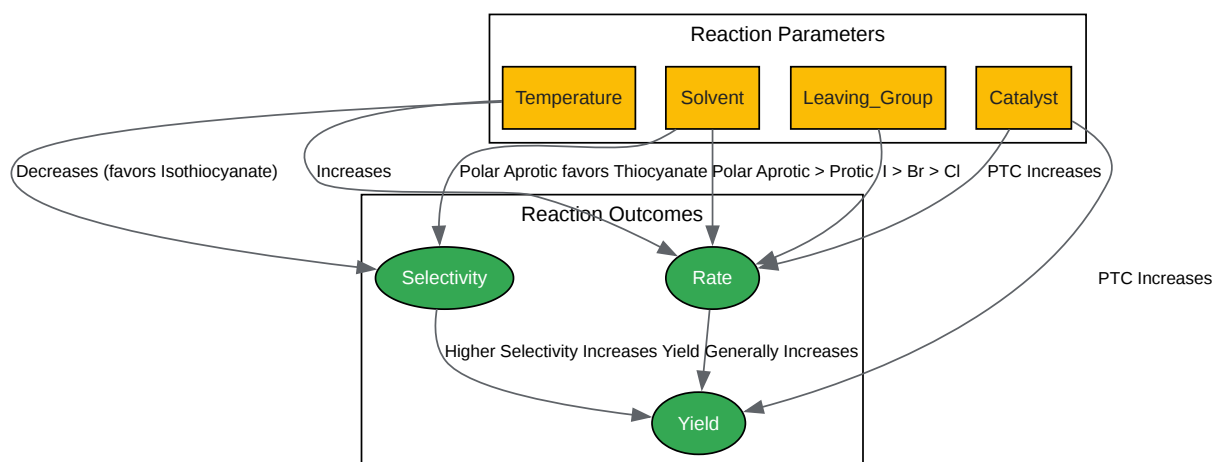 Reaction Parameters
Temperature
Solvent
Leaving_Group
Catalyst
Decreases (favors Isothiocyanate)
Increases
Polar Aprotic favors Thiocyanate
Polar Aprotic > Protic
I > Br > Cl
PTC Increases
Reaction Outcomes
Selectivity
Rate
PTC Increases
Higher Selectivity Increases Yield
Generally Increases
Yield